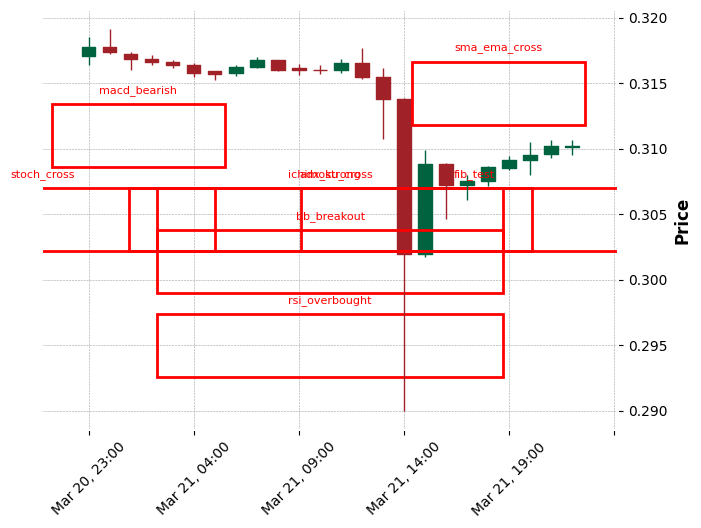 0.320
sma_ema_cross
0.315
macd_bearish
0.310
stoch_cross
fib_test
0.305
bb_breakout
Price
0.300
rsi_overbought
0.295
0.290
Mar 20, 23:00
Mar 21, 04:00
Mar 21, 09:00
Mar 21, 14:00
Mar 21, 19:00